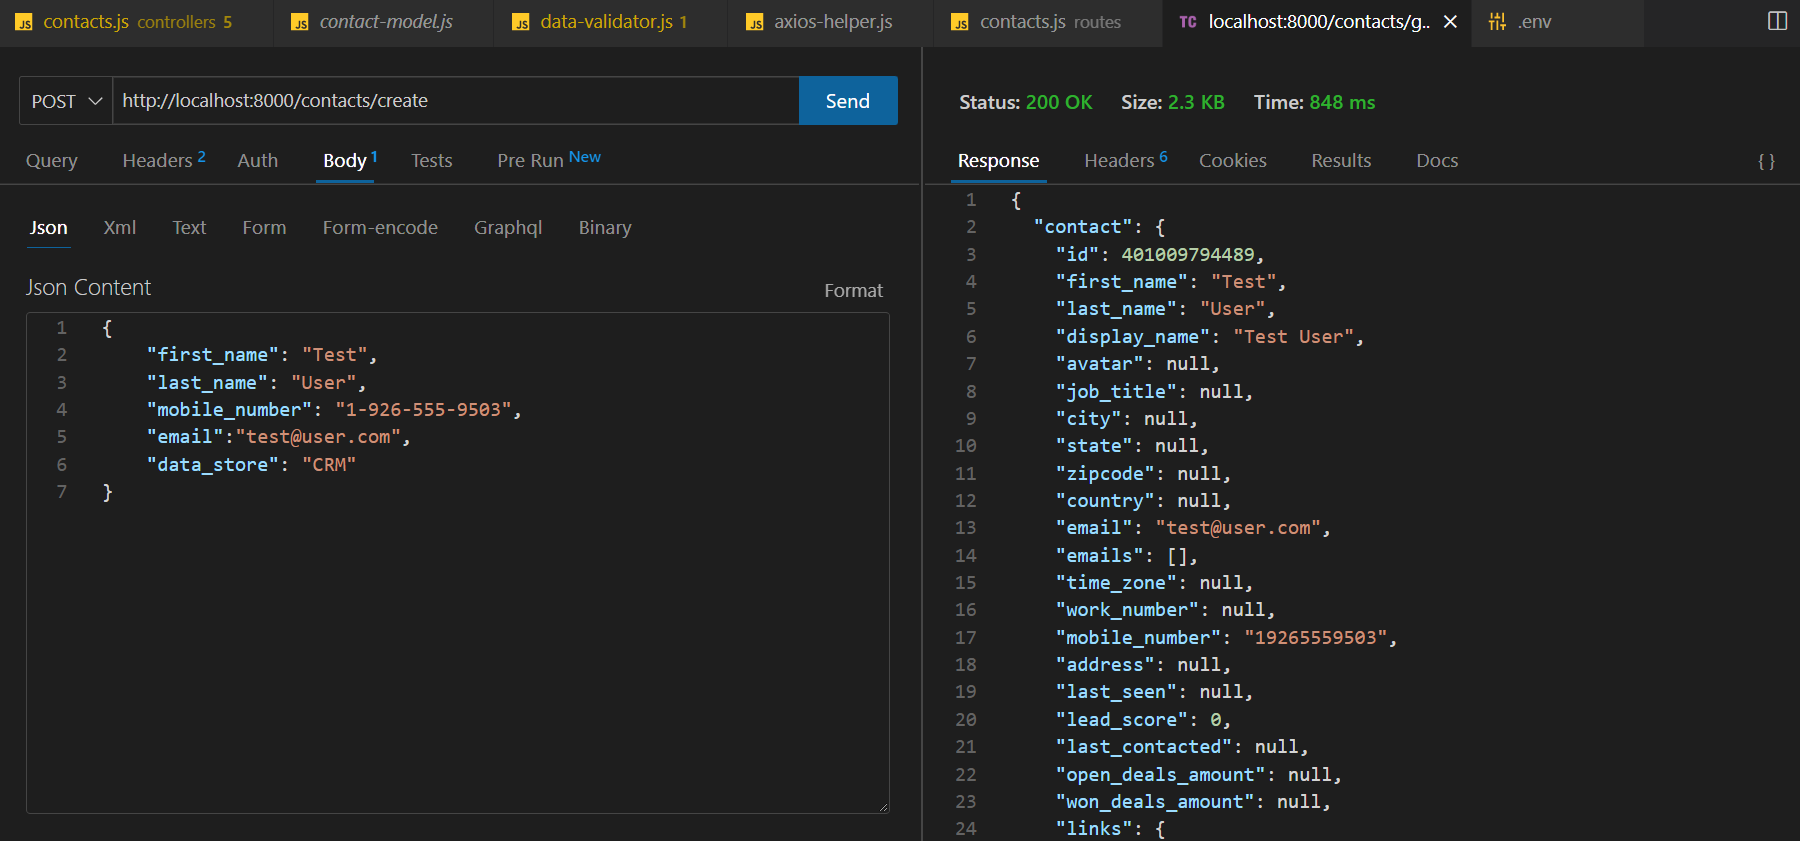 JS contacts.js controllers 5 JS contact-model.js JS data-validator.js 1 JS axios-helper.js JS contacts.js routes TC localhost:8000/contacts/g.. .env
POST http://localhost:8000/contacts/create Send
Query Headers 2 Auth Body 1 Tests Pre Run New
Json Xml Text Form Form-encode Graphql Binary
Json Content Format
1 {
2 "first_name": "Test",
3 "last_name": "User",
4 "mobile_number": "1-926-555-9503",
5 "email":"test@user.com",
6 "data_store": "CRM"
7 }
Status: 200 OK Size: 2.3 KB Time: 848 ms
Response Headers 6 Cookies Results Docs { }
1 {
2 "contact": {
3 "id": 401009794489,
4 "first_name": "Test",
5 "last_name": "User",
6 "display_name": "Test User",
7 "avatar": null,
8 "job_title": null,
9 "city": null,
10 "state": null,
11 "zipcode": null,
12 "country": null,
13 "email": "test@user.com",
14 "emails": [],
15 "time_zone": null,
16 "work_number": null,
17 "mobile_number": "19265559503",
18 "address": null,
19 "last_seen": null,
20 "lead_score": 0,
21 "last_contacted": null,
22 "open_deals_amount": null,
23 "won_deals_amount": null,
24 "links": {